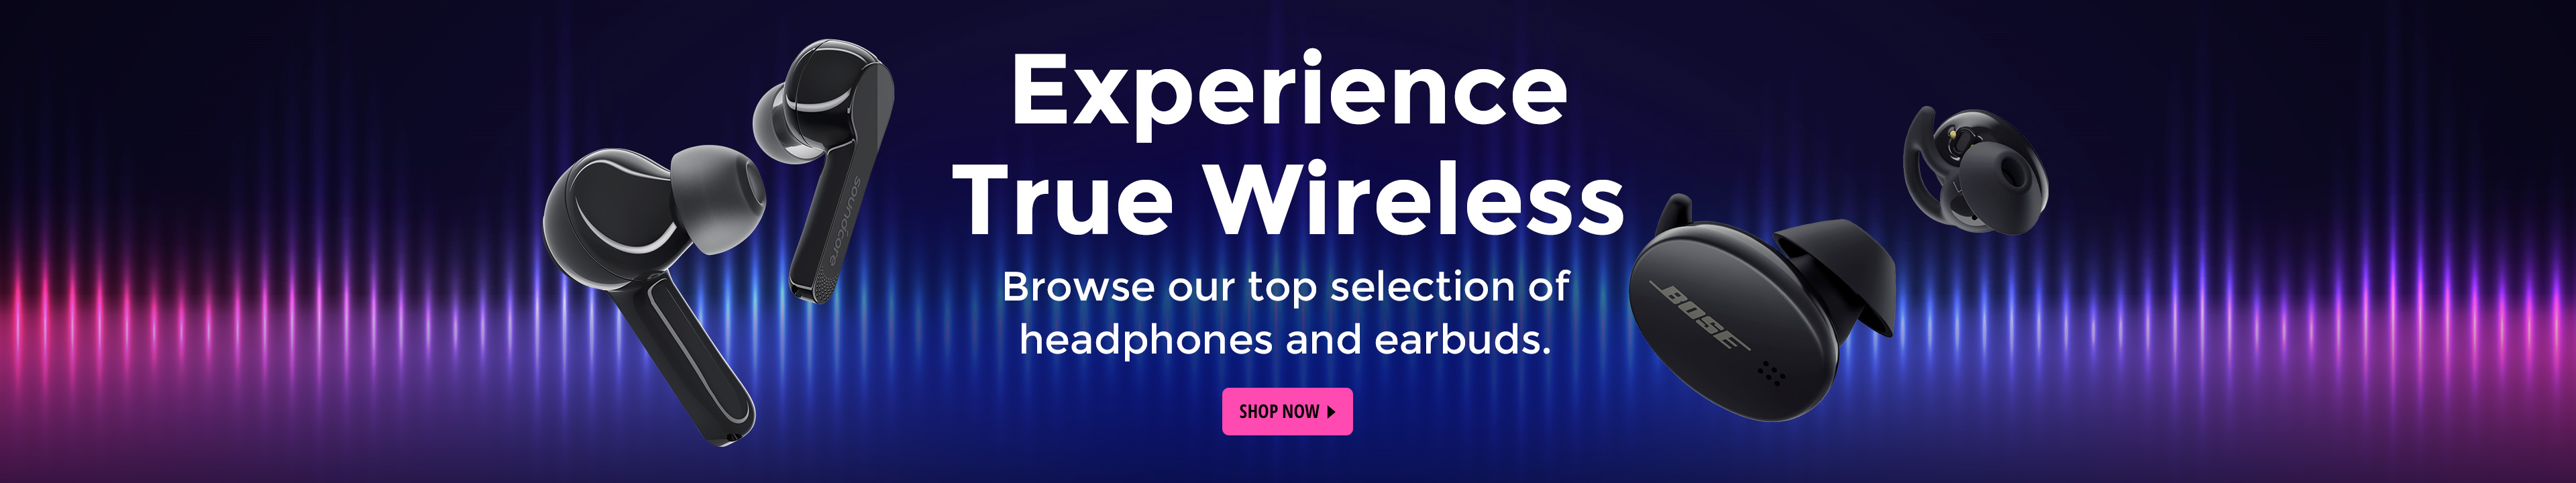 Experience
True Wireless
Browse our top selection of
headphones and earbuds.
SHOP NOW
soundcore
BOSE